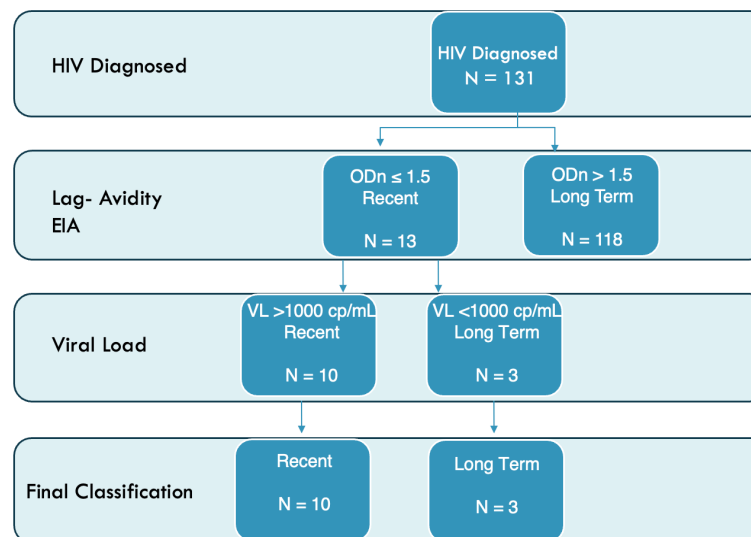 HIV Diagnosed
HIV Diagnosed
N = 131
Lag- Avidity
EIA
ODn ≤ 1.5
Recent
N = 13
ODn > 1.5
Long Term
N = 118
Viral Load
VL >1000 cp/mL
Recent
N = 10
VL <1000 cp/mL
Long Term
N = 3
Final Classification
Recent
N = 10
Long Term
N = 3